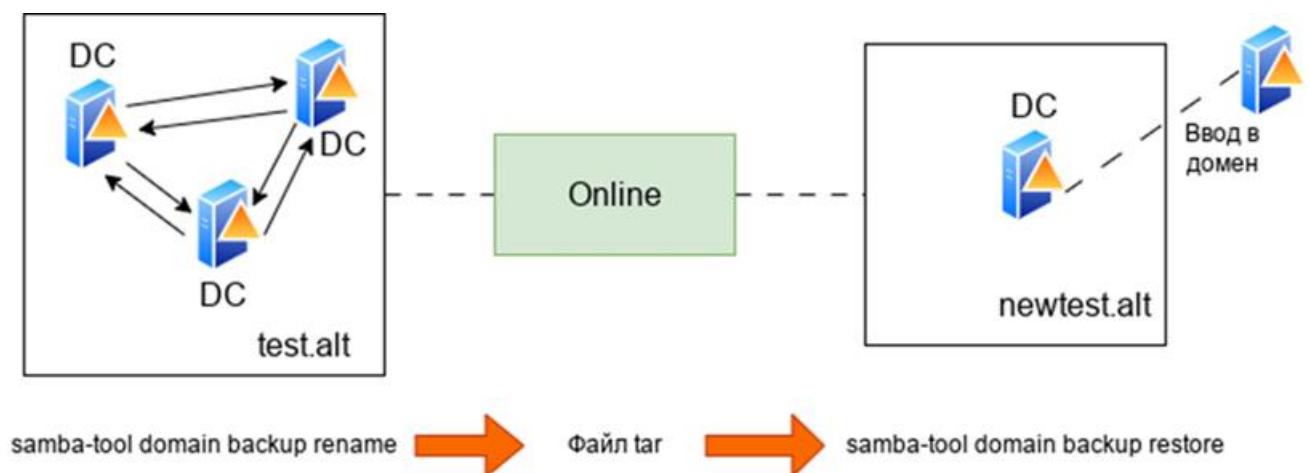 DC
DC
DC
test.alt
Online
DC
newtest.alt
Ввод в
домен
samba-tool domain backup rename
Файл tar
samba-tool domain backup restore